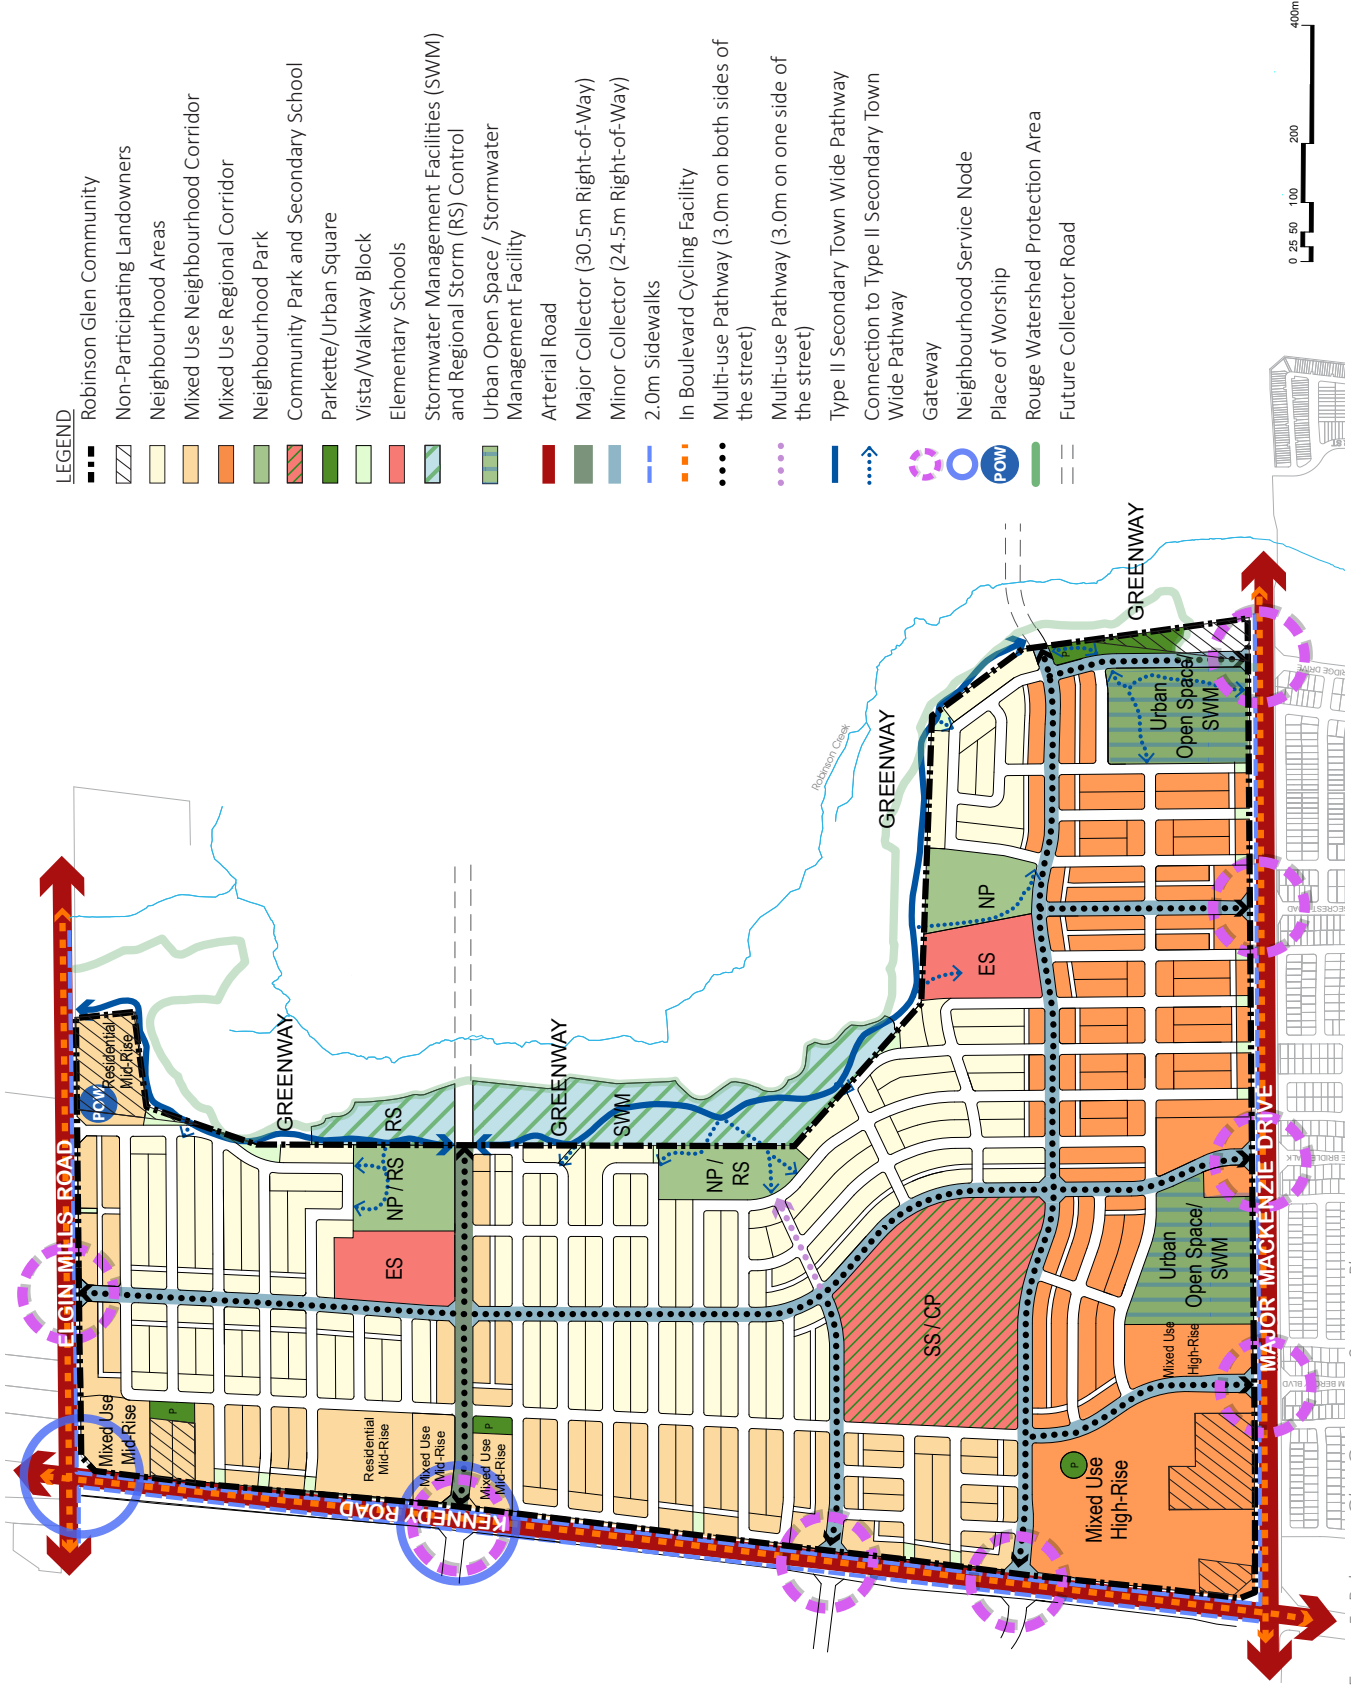 LEGEND
Robinson Glen Community
Non-Participating Landowners
Neighbourhood Areas
Mixed Use Neighbourhood Corridor
Mixed Use Regional Corridor
Neighbourhood Park
Community Park and Secondary School
Parkette/Urban Square
Vista/Walkway Block
Elementary Schools
Stormwater Management Facilities (SWM)
and Regional Storm (RS) Control
Urban Open Space / Stormwater
Management Facility
Arterial Road
Major Collector (30.5m Right-of-Way)
Minor Collector (24.5m Right-of-Way)
2.0m Sidewalks
In Boulevard Cycling Facility
Multi-use Pathway (3.0m on both sides of
the street)
Multi-use Pathway (3.0m on one side of
the street)
Type II Secondary Town Wide Pathway
Connection to Type II Secondary Town
Wide Pathway
Gateway
Neighbourhood Service Node
POW
Place of Worship
Rouge Watershed Protection Area
Future Collector Road
0 25 50 100 200 400m
ELGIN MILLS ROAD
KENNEDY ROAD
MAJOR MACKENZIE DRIVE
POW
Residential
Mid-Rise
Mixed Use
Mid-Rise
P
GREENWAY
RS
NP / RS
ES
Residential
Mid-Rise
Mixed Use
Mid-Rise
Mixed Use
Mid-Rise
P
GREENWAY
SWM
NP /
RS
Robinson Creek
GREENWAY
NP
ES
SS / CP
GREENWAY
P
Urban
Open Space/
SWM
Urban
Open Space/
SWM
Mixed Use
High-Rise
P
Mixed Use
High-Rise